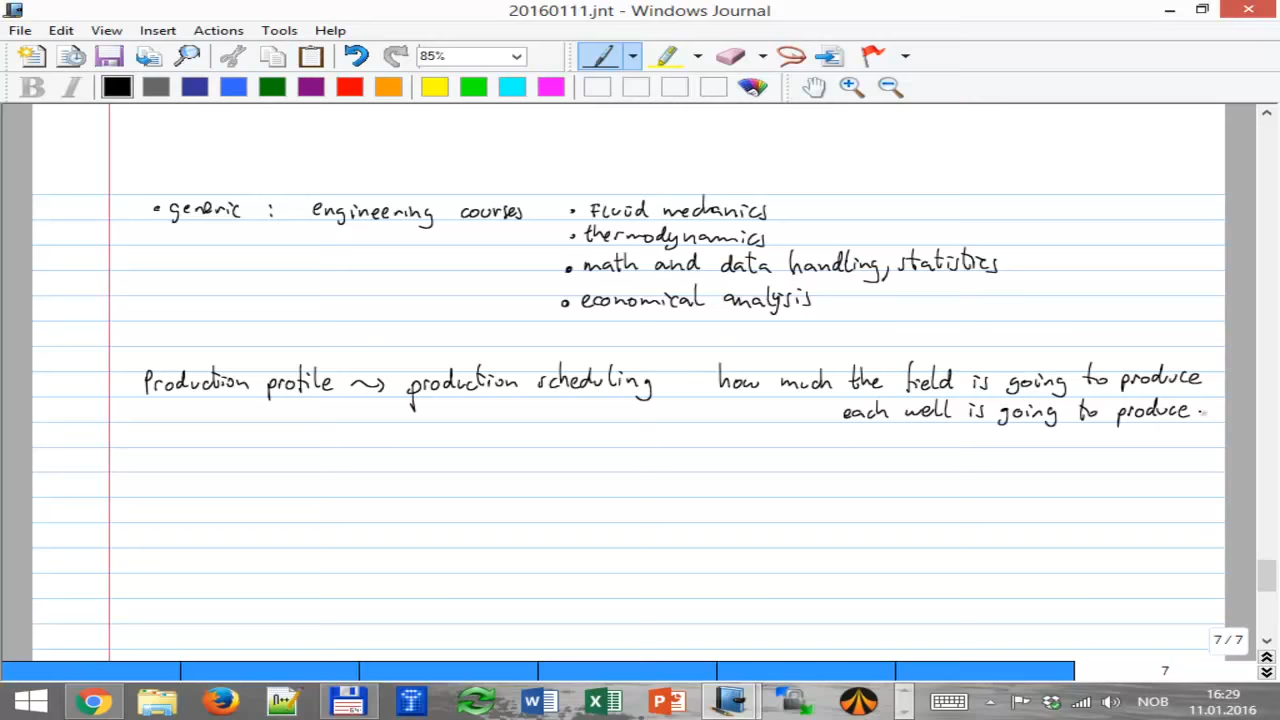 20160111.jnt - Windows Journal
File Edit View Insert Actions Tools Help
85%
B I
• generic : engineering courses • Fluid mechanics
• thermodynamics
• math and data handling, statistics
• economical analysis
Production profile ~> production scheduling how much the field is going to produce
each well is going to produce.
7 / 7
7
NOB
16:29
11.01.2016